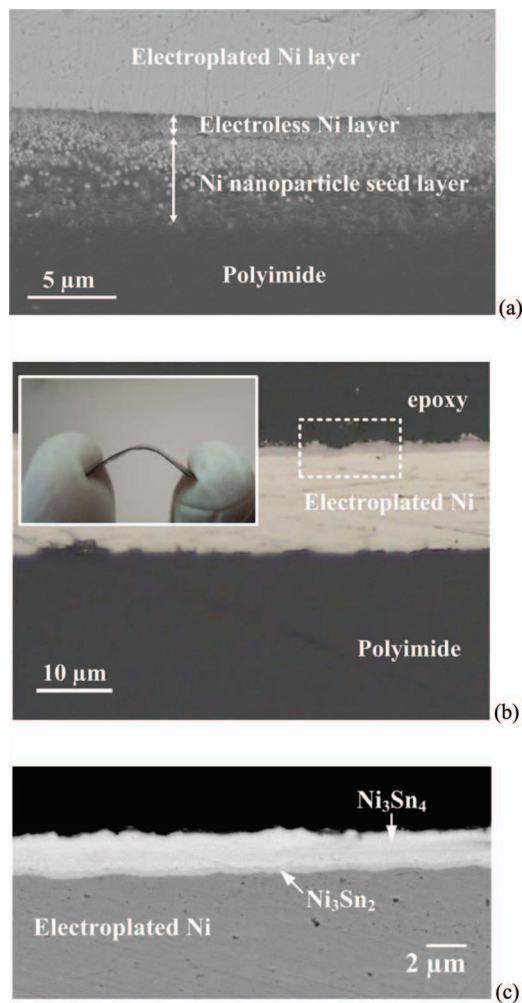 Electroplated Ni layer
Electroless Ni layer
Ni nanoparticle seed layer
Polyimide
5 µm
(a)
epoxy
Electroplated Ni
Polyimide
10 µm
(b)
Ni₃Sn₄
Ni₃Sn₂
Electroplated Ni
2 µm
(c)